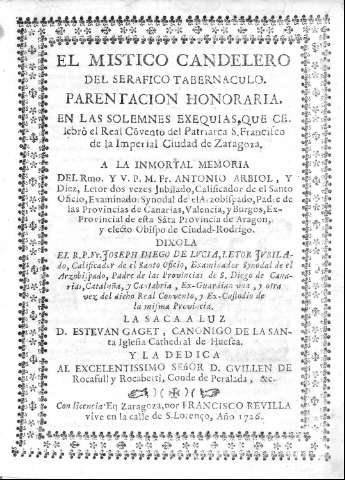 EL MISTICO CANDELERO
DEL SERAFICO TABERNACULO.
PARENTACION HONORARIA.
EN LAS SOLEMNES EXEQUIAS, QUE CE-
lebrò el Real Cõvento del Patriarca S. Francisco
de la Imperial Ciudad de Zaragoza,
A LA INMORTAL MEMORIA
DEL Rmo. Y V. P. M. Fr. ANTONIO ARBIOL, Y
Diez, Letor dos vezes Jubilado, Calificador de el Santo
Oficio, Examinador Synodal de el Arzobispado, Padre de
las Provincias de Canarias, Valencia, y Burgos, Ex-
Provincial de esta Sãta Provincia de Aragon,
y electo Obispo de Ciudad-Rodrigo.
DIXOLA
EL R. P. Fr. JOSEPH DIEGO DE LUCIA, LETOR JVBILA-
do, Calificador de el Santo Oficio, Examinador Synodal de el
Arzobispado, Padre de las Provincias de S. Diego de Cana-
rias, Cataluña, y Cantabria, Ex-Guardian una, y otra
vez del dicho Real Convento, y Ex-Custodio de
la misma Provincia.
LA SACA A LUZ
D. ESTEVAN GAGET, CANONIGO DE LA SAN-
ta Iglesia Cathedral de Huesca.
Y LA DEDICA
AL EXCELENTISSIMO SEñOR D. GVILLEN DE
Rocafull y Rocaberti, Conde de Peralada, &c.
Con licencia En Zaragoza, por FRANCISCO REVILLA
vive en la calle de S. Lorenço, Año 1726.